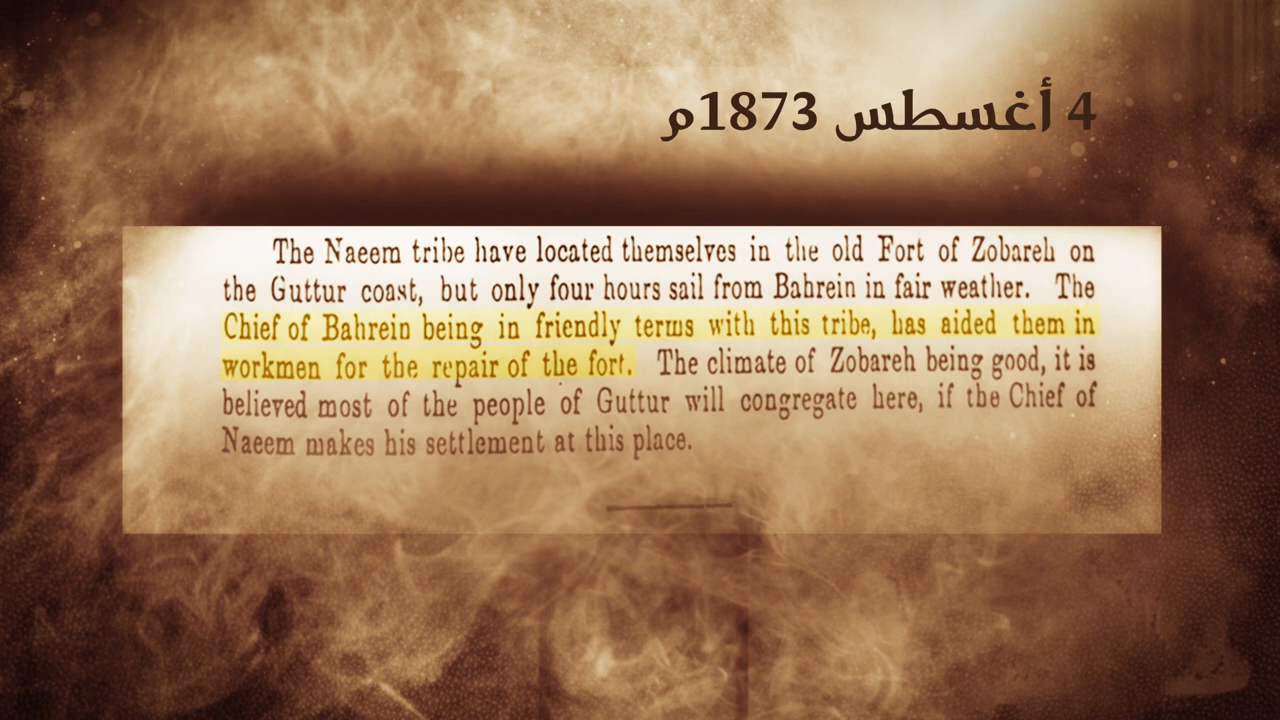 4 أغسطس 1873م
The Naeem tribe have located themselves in the old Fort of Zobareh on
the Guttur coast, but only four hours sail from Bahrein in fair weather. The
Chief of Bahrein being in friendly terms with this tribe, has aided them in
workmen for the repair of the fort. The climate of Zobareh being good, it is
believed most of the people of Guttur will congregate here, if the Chief of
Naeem makes his settlement at this place.